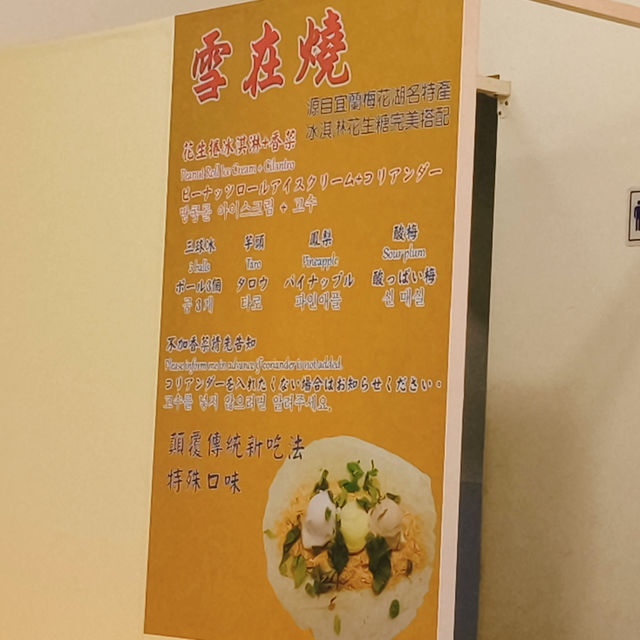 雪在燒
源自宜蘭梅花湖名特產
冰淇淋花生糖完美搭配
花生捲冰淇淋+香菜
Peanut Roll Ice Cream + Cilantro
ピーナッツロールアイスクリーム+コリアンダー
땅콩롤 아이스크림 + 고수
三球冰 芋頭 鳳梨 酸梅
3 balls Taro Pineapple Sour plum
ボール3個 タロウ パイナップル 酸っぱい梅
공 3개 타로 파인애플 신 매실
不加香菜請先告知
Please inform me in advance if coriander is not added.
コリアンダーを入れたくない場合はお知らせください。
고수를 넣지 않으려면 알려주세요.
顛覆傳統新吃法
特殊口味